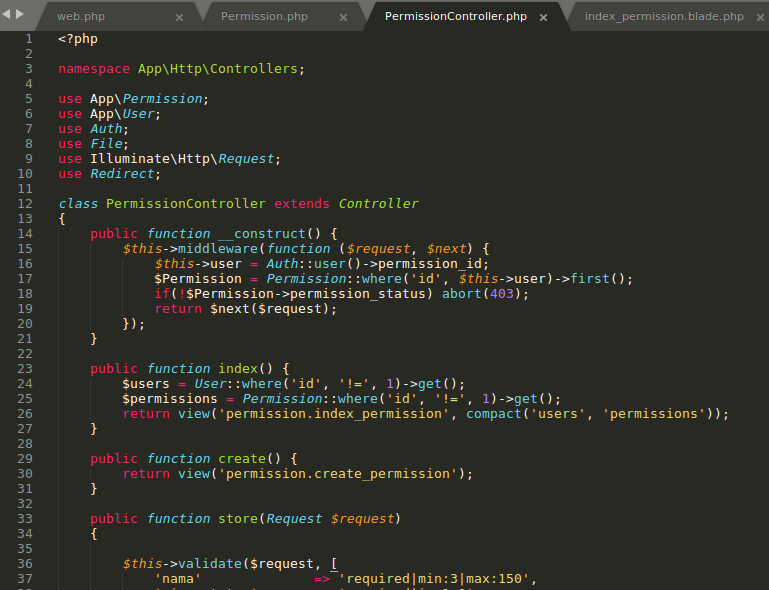 web.php × Permission.php × PermissionController.php × index_permission.blade.php ×
1 <?php
2
3 namespace App\Http\Controllers;
4
5 use App\Permission;
6 use App\User;
7 use Auth;
8 use File;
9 use Illuminate\Http\Request;
10 use Redirect;
11
12 class PermissionController extends Controller
13 {
14     public function __construct() {
15         $this->middleware(function ($request, $next) {
16             $this->user = Auth::user()->permission_id;
17             $Permission = Permission::where('id', $this->user)->first();
18             if(!$Permission->permission_status) abort(403);
19             return $next($request);
20         });
21     }
22
23     public function index() {
24         $users = User::where('id', '!=', 1)->get();
25         $permissions = Permission::where('id', '!=', 1)->get();
26         return view('permission.index_permission', compact('users', 'permissions'));
27     }
28
29     public function create() {
30         return view('permission.create_permission');
31     }
32
33     public function store(Request $request)
34     {
35
36         $this->validate($request, [
37             'nama'              => 'required|min:3|max:150',